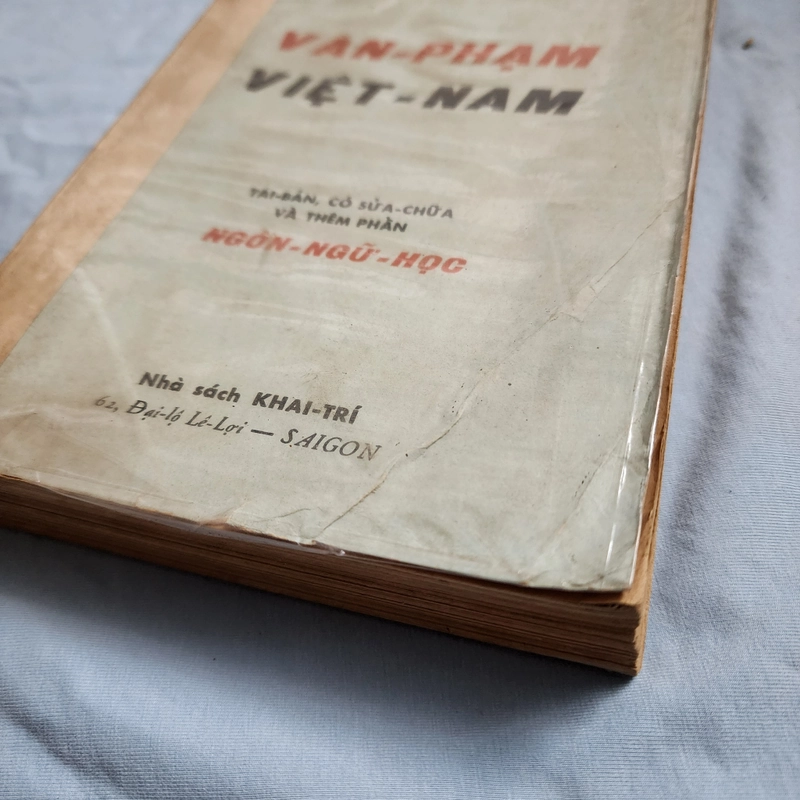 VĂN-PHẠM
VIỆT-NAM
TÁI-BẢN, CÓ SỬA-CHỮA
VÀ THÊM PHẦN
NGÔN-NGỮ-HỌC
Nhà sách KHAI-TRÍ
62, Đại-lộ Lê-Lợi — SAIGON